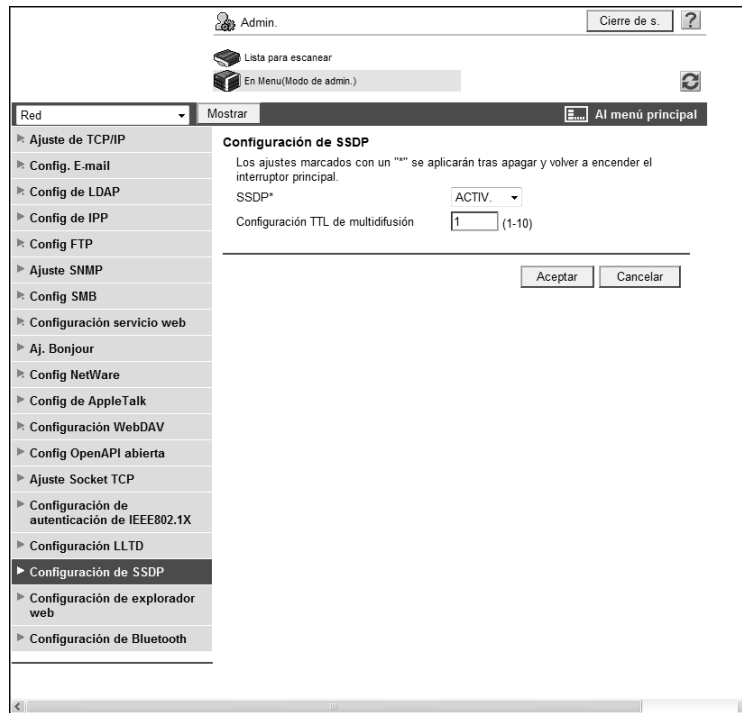 Admin.
Cierre de s.
?
Lista para escanear
En Menu(Modo de admin.)
Red
Mostrar
Al menú principal
Ajuste de TCP/IP
Config. E-mail
Config de LDAP
Config de IPP
Config FTP
Ajuste SNMP
Config SMB
Configuración servicio web
Aj. Bonjour
Config NetWare
Config de AppleTalk
Configuración WebDAV
Config OpenAPI abierta
Ajuste Socket TCP
Configuración de
autenticación de IEEE802.1X
Configuración LLTD
Configuración de SSDP
Configuración de explorador
web
Configuración de Bluetooth
Configuración de SSDP
Los ajustes marcados con un "*" se aplicarán tras apagar y volver a encender el
interruptor principal.
SSDP*
ACTIV.
Configuración TTL de multidifusión
1
(1-10)
Aceptar
Cancelar